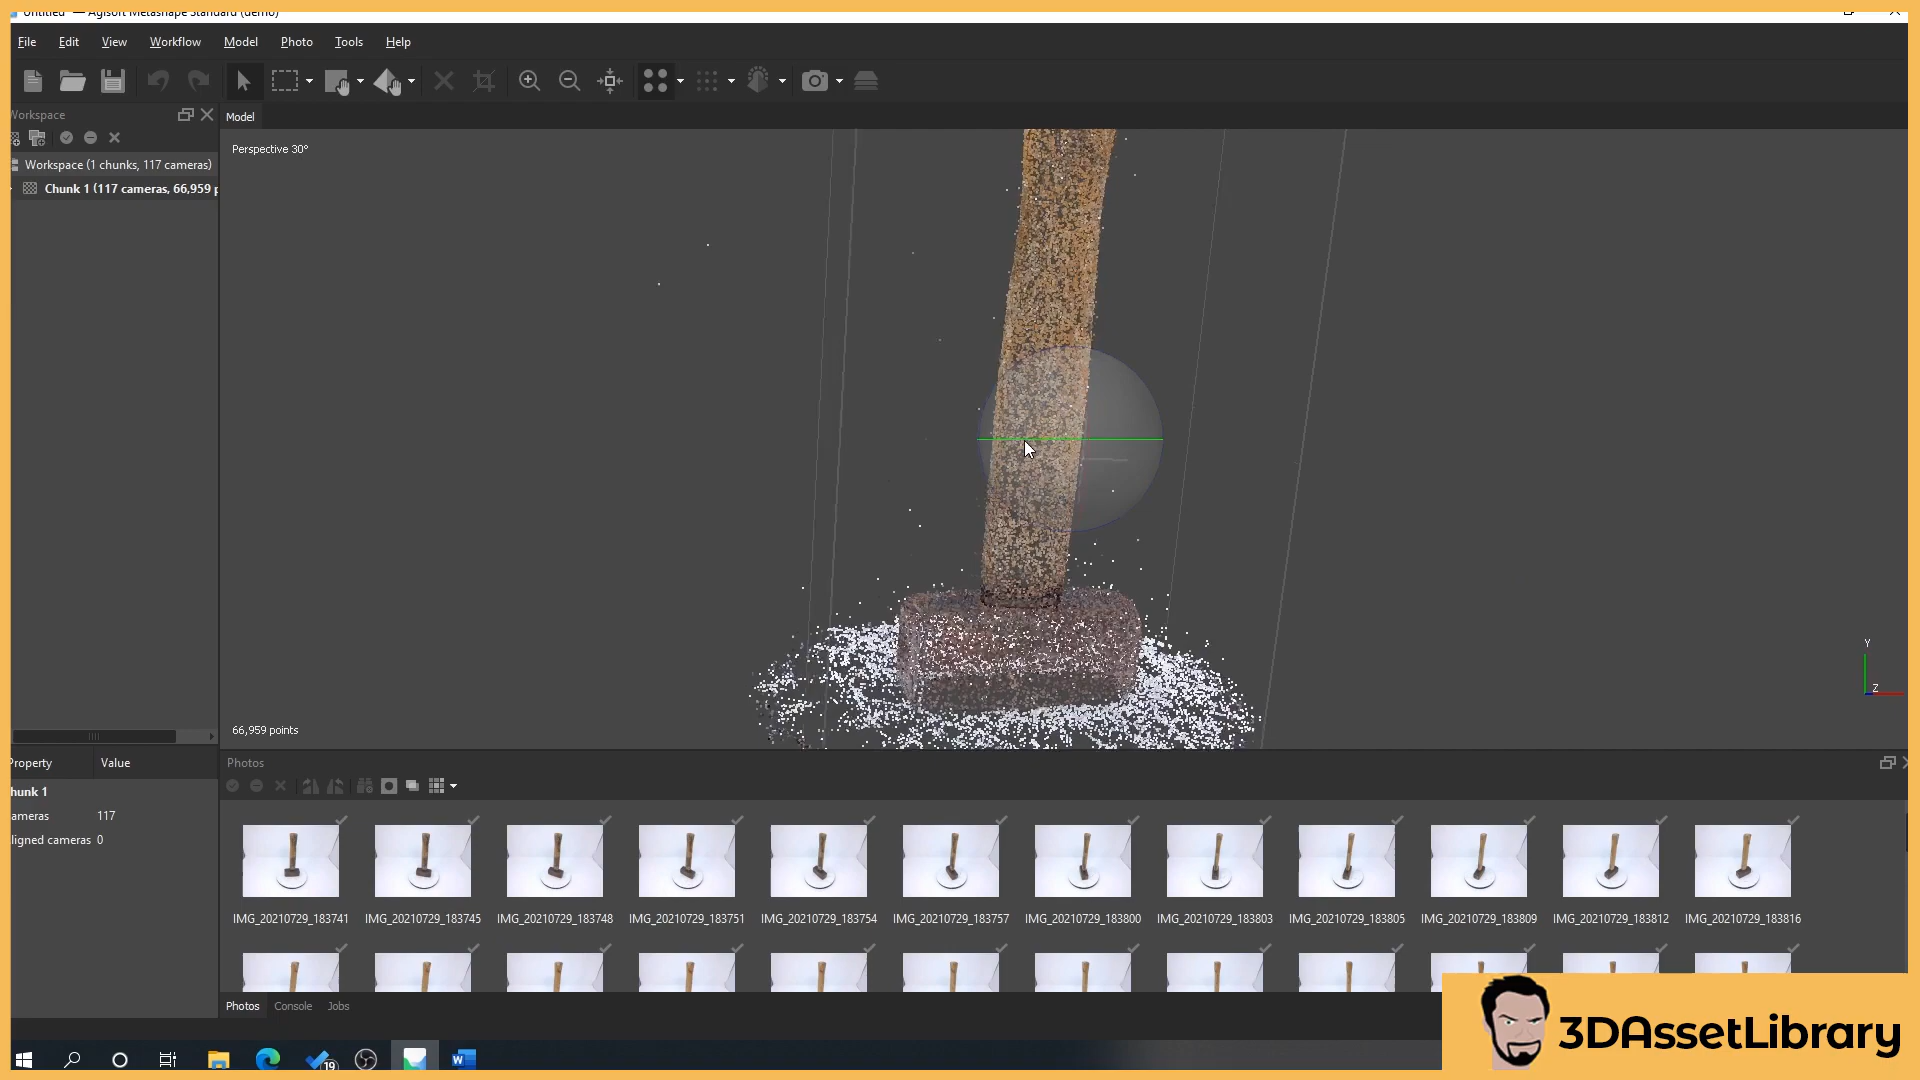 Untitled — Agisoft Metashape Standard (demo)
File Edit View Workflow Model Photo Tools Help
Workspace
Model
Workspace (1 chunks, 117 cameras)
Chunk 1 (117 cameras, 66,959 p
Perspective 30°
Y
Z
66,959 points
Property Value
hunk 1
ameras 117
ligned cameras 0
Photos
IMG_20210729_183741 IMG_20210729_183745 IMG_20210729_183748 IMG_20210729_183751 IMG_20210729_183754 IMG_20210729_183757 IMG_20210729_183800 IMG_20210729_183803 IMG_20210729_183805 IMG_20210729_183809 IMG_20210729_183812 IMG_20210729_183816
Photos Console Jobs
3DAssetLibrary
19
W